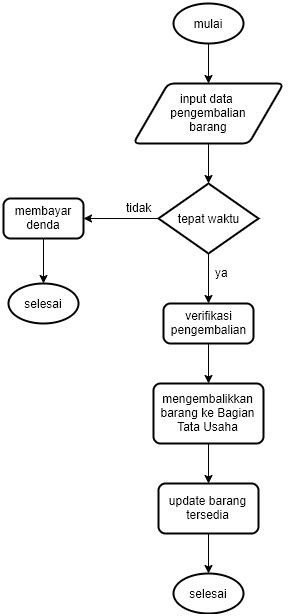 mulai
input data
pengembalian
barang
tepat waktu
tidak
membayar
denda
selesai
ya
verifikasi
pengembalian
mengembalikkan
barang ke Bagian
Tata Usaha
update barang
tersedia
selesai